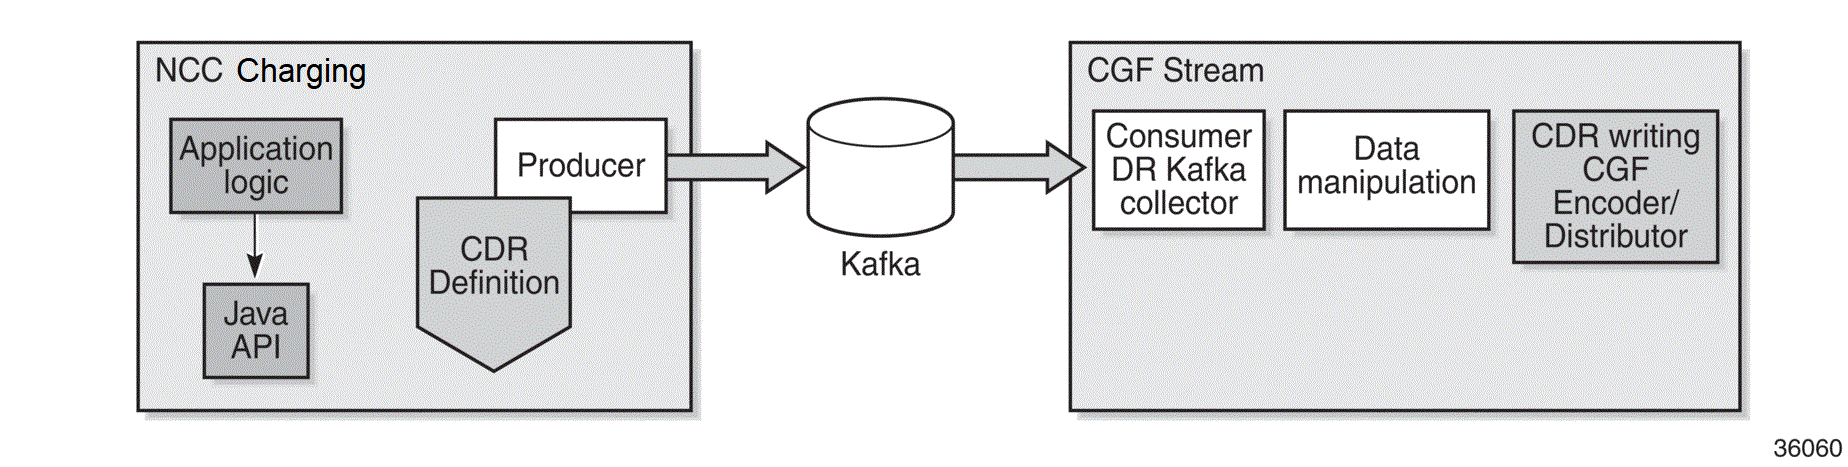 NCC Charging
Application
logic
Java
API
Producer
CDR
Definition
Kafka
CGF Stream
Consumer
DR Kafka
collector
Data
manipulation
CDR writing
CGF
Encoder/
Distributor
36060